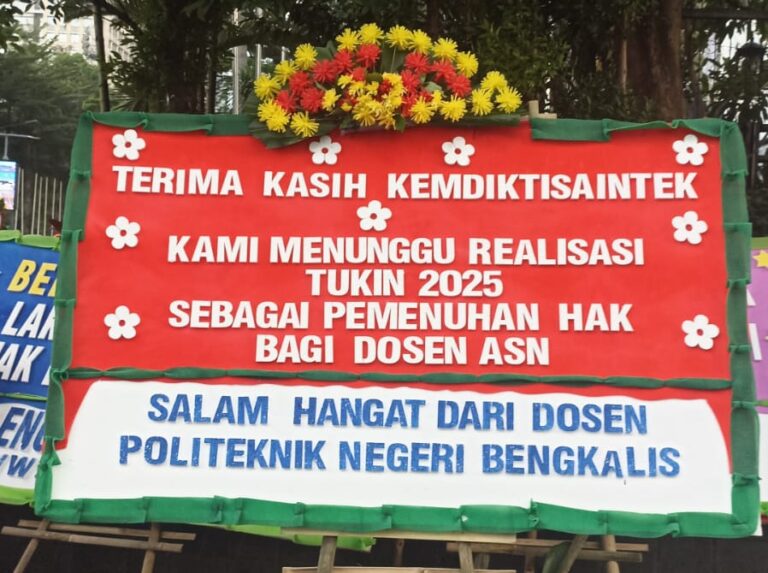 TERIMA KASIH KEMDIKTISAINTEK
KAMI MENUNGGU REALISASI
TUKIN 2025
SEBAGAI PEMENUHAN HAK
BAGI DOSEN ASN
SALAM HANGAT DARI DOSEN
POLITEKNIK NEGERI BENGKALIS